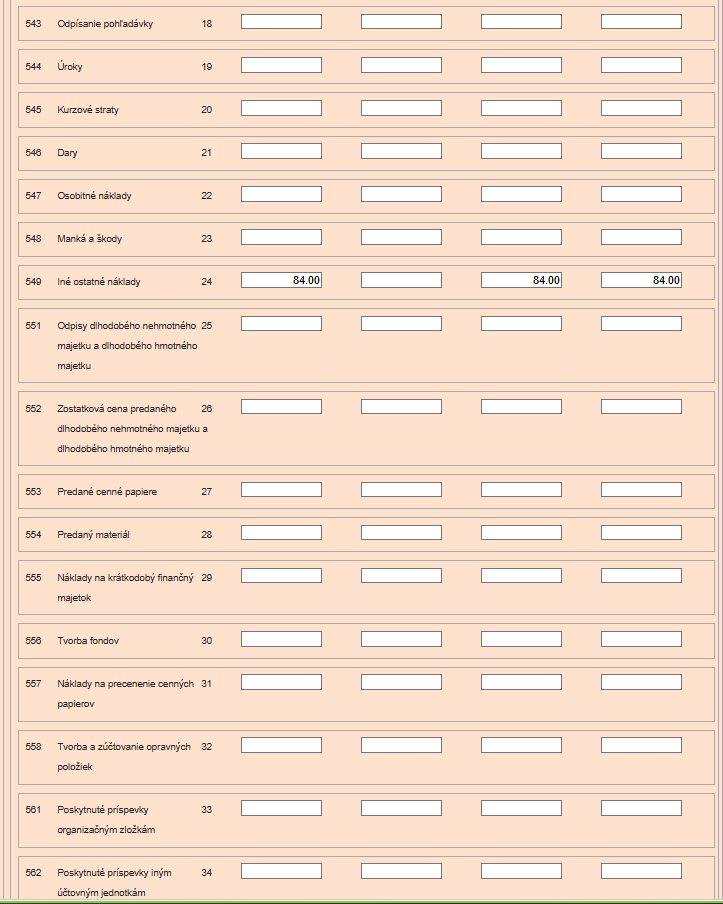 543 Odpísanie pohľadávky 18
544 Úroky 19
545 Kurzové straty 20
546 Dary 21
547 Osobitné náklady 22
548 Manká a škody 23
549 Iné ostatné náklady 24 84.00 84.00 84.00
551 Odpisy dlhodobého nehmotného 25
majetku a dlhodobého hmotného
majetku
552 Zostatková cena predaného 26
dlhodobého nehmotného majetku a
dlhodobého hmotného majetku
553 Predané cenné papiere 27
554 Predaný materiál 28
555 Náklady na krátkodobý finančný 29
majetok
556 Tvorba fondov 30
557 Náklady na precenenie cenných 31
papierov
558 Tvorba a zúčtovanie opravných 32
položiek
561 Poskytnuté príspevky 33
organizačným zložkám
562 Poskytnuté príspevky iným 34
účtovným jednotkám